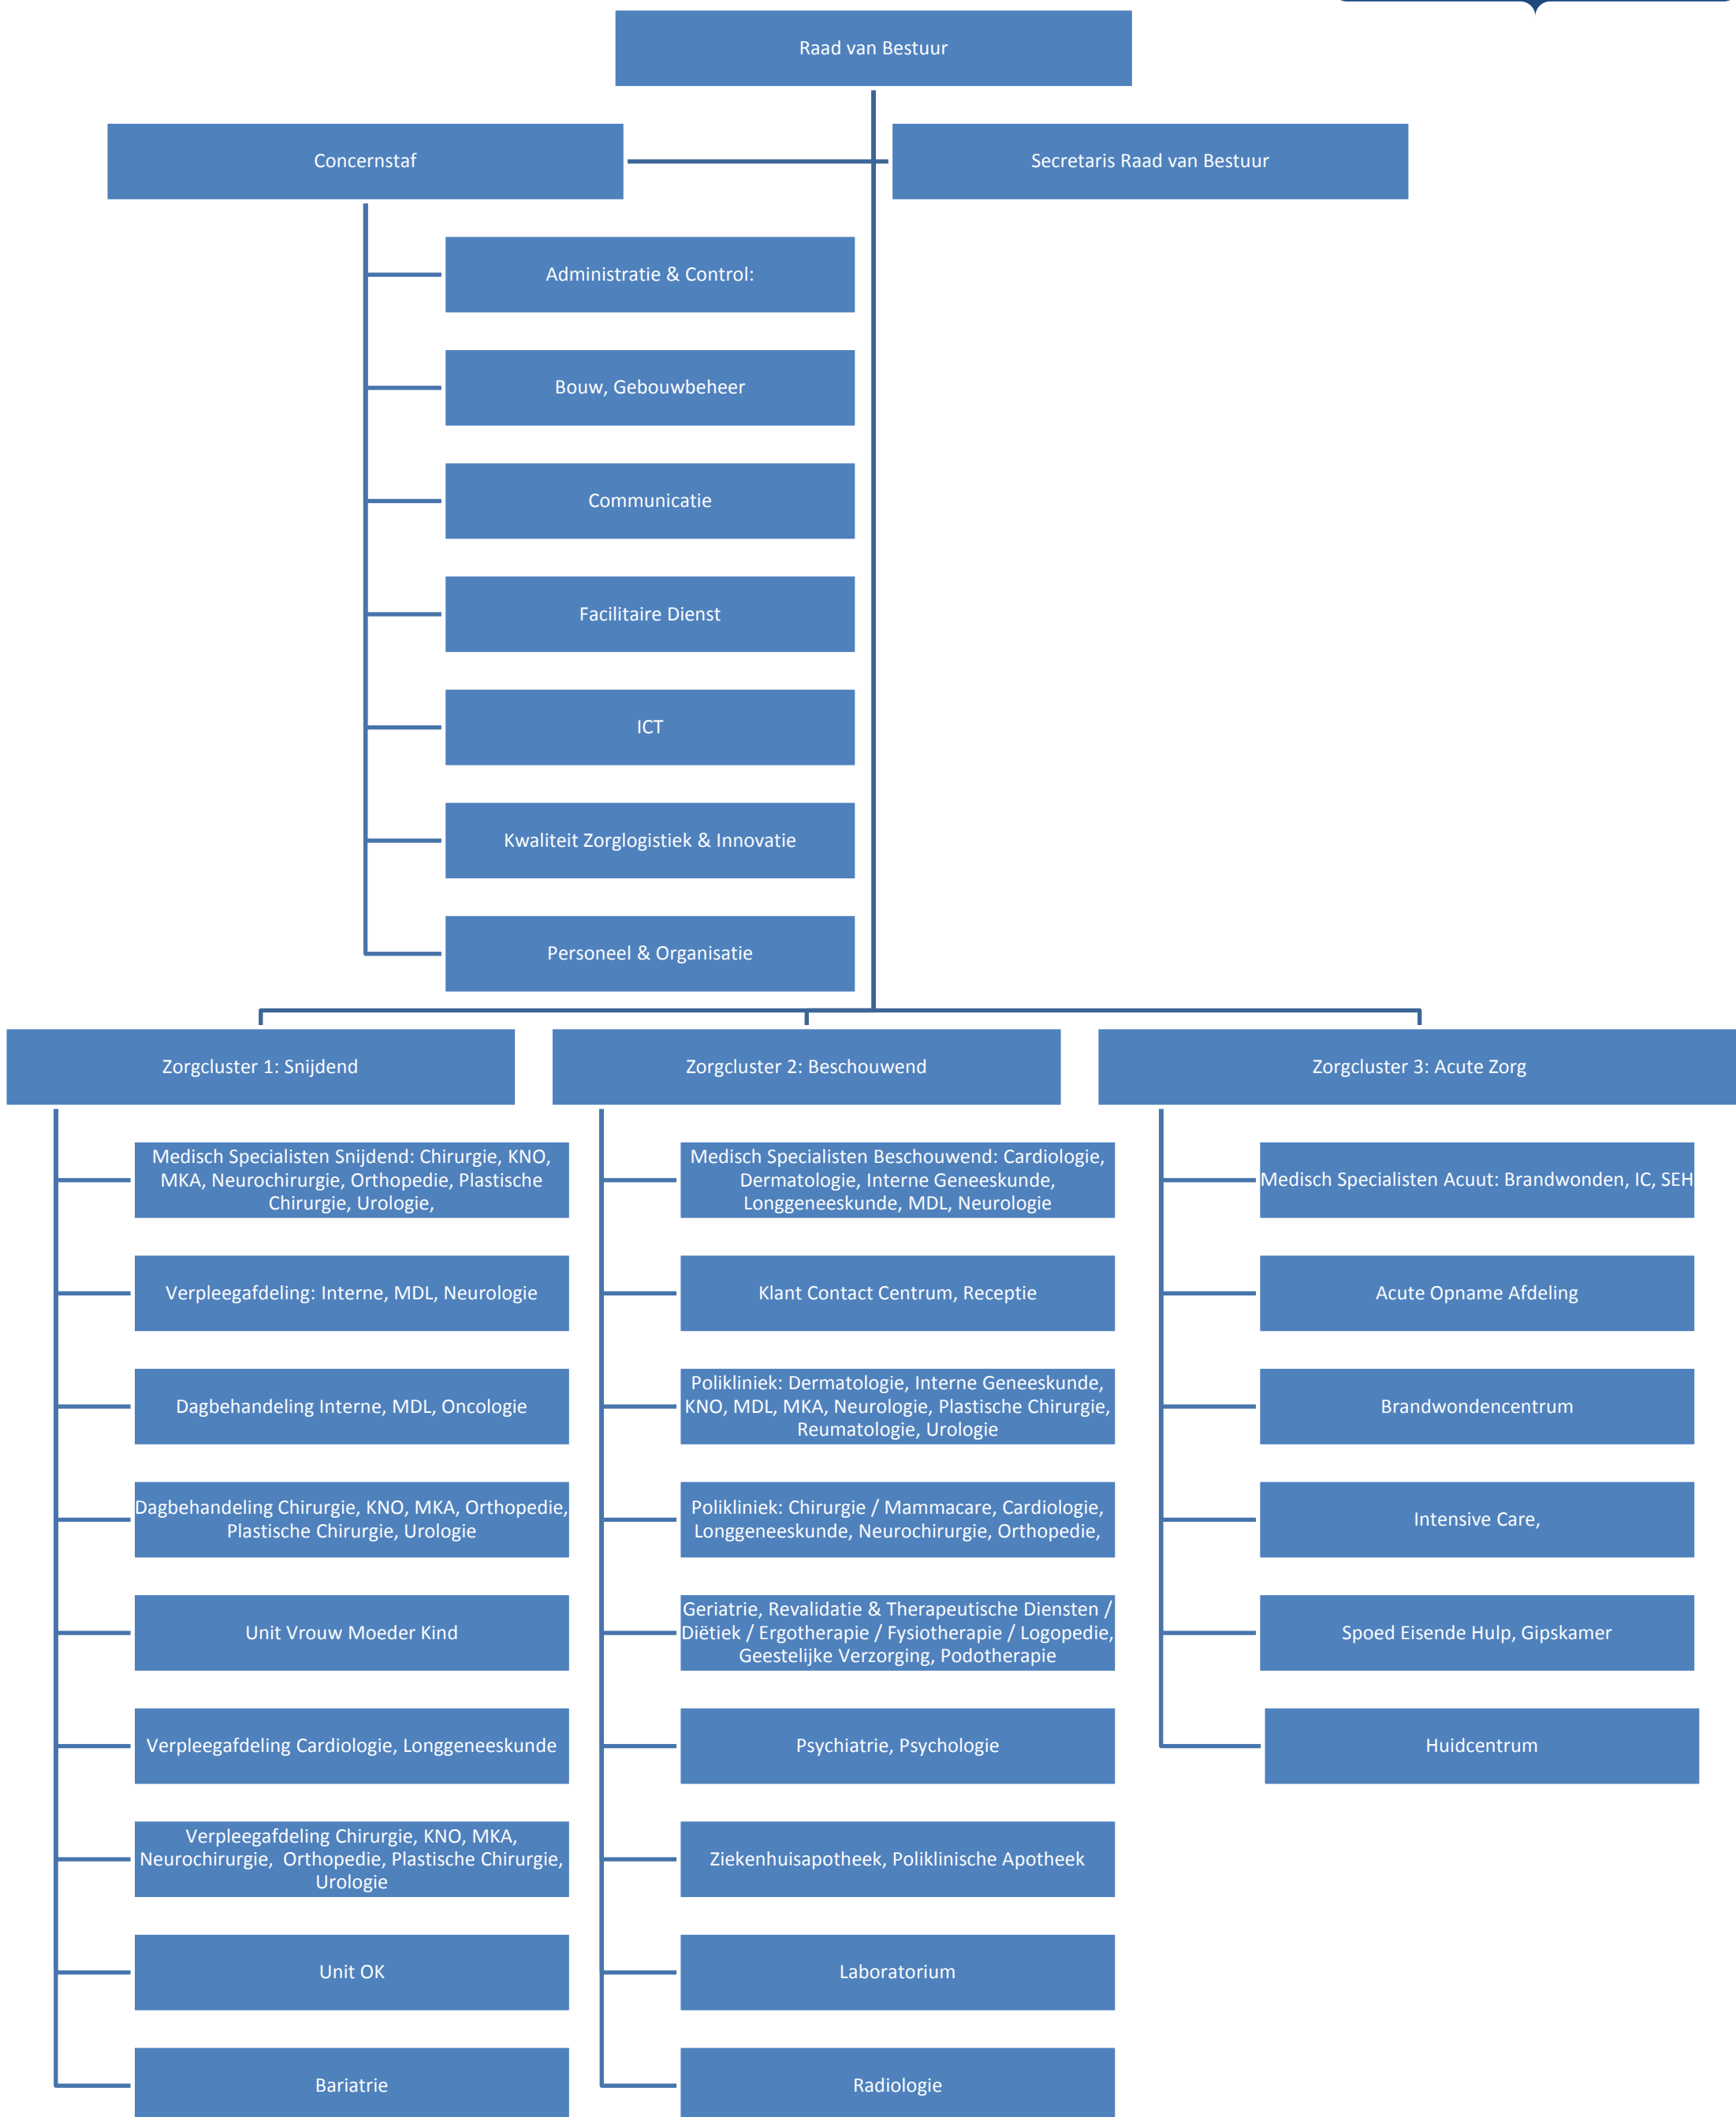 Raad van Bestuur
Concernstaf
Secretaris Raad van Bestuur
Administratie & Control:
Bouw, Gebouwbeheer
Communicatie
Facilitaire Dienst
ICT
Kwaliteit Zorglogistiek & Innovatie
Personeel & Organisatie
Zorgcluster 1: Snijdend
Medisch Specialisten Snijdend: Chirurgie, KNO,
MKA, Neurochirurgie, Orthopedie, Plastische
Chirurgie, Urologie,
Verpleegafdeling: Interne, MDL, Neurologie
Dagbehandeling Interne, MDL, Oncologie
Dagbehandeling Chirurgie, KNO, MKA, Orthopedie,
Plastische Chirurgie, Urologie
Unit Vrouw Moeder Kind
Verpleegafdeling Cardiologie, Longgeneeskunde
Verpleegafdeling Chirurgie, KNO, MKA,
Neurochirurgie,  Orthopedie, Plastische Chirurgie,
Urologie
Unit OK
Bariatrie
Zorgcluster 2: Beschouwend
Medisch Specialisten Beschouwend: Cardiologie,
Dermatologie, Interne Geneeskunde,
Longgeneeskunde, MDL, Neurologie
Klant Contact Centrum, Receptie
Polikliniek: Dermatologie, Interne Geneeskunde,
KNO, MDL, MKA, Neurologie, Plastische Chirurgie,
Reumatologie, Urologie
Polikliniek: Chirurgie / Mammacare, Cardiologie,
Longgeneeskunde, Neurochirurgie, Orthopedie,
Geriatrie, Revalidatie & Therapeutische Diensten /
Diëtiek / Ergotherapie / Fysiotherapie / Logopedie,
Geestelijke Verzorging, Podotherapie
Psychiatrie, Psychologie
Ziekenhuisapotheek, Poliklinische Apotheek
Laboratorium
Radiologie
Zorgcluster 3: Acute Zorg
Medisch Specialisten Acuut: Brandwonden, IC, SEH
Acute Opname Afdeling
Brandwondencentrum
Intensive Care,
Spoed Eisende Hulp, Gipskamer
Huidcentrum